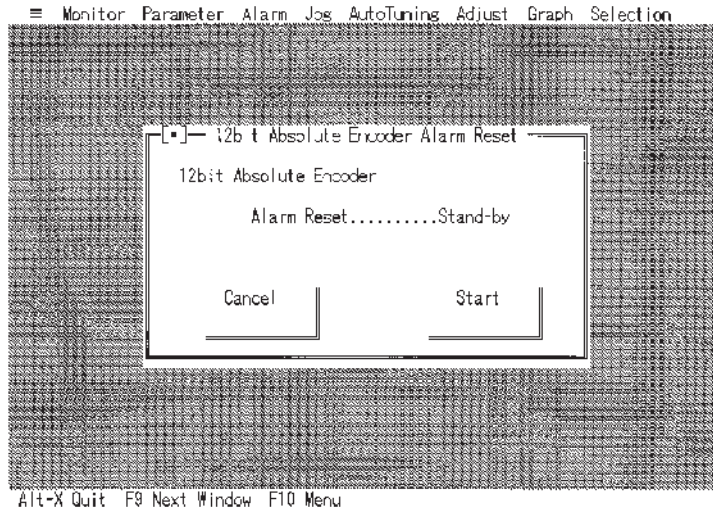 ≡ Monitor Parameter Alarm Jog AutoTuning Adjust Graph Selection
[▪] 12bit Absolute Encoder Alarm Reset
12bit Absolute Encoder
Alarm Reset..........Stand-by
Cancel Start
Alt-X Quit F9 Next Window F10 Menu